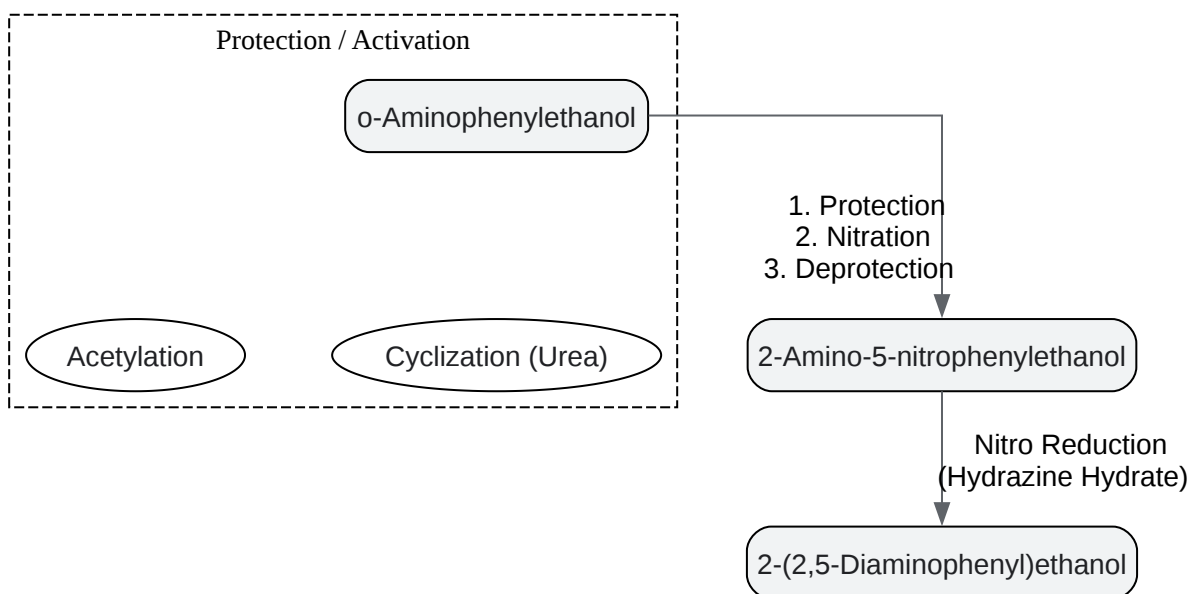 Protection / Activation
o-Aminophenylethanol
1. Protection
2. Nitration
3. Deprotection
Acetylation
Cyclization (Urea)
2-Amino-5-nitrophenylethanol
Nitro Reduction
(Hydrazine Hydrate)
2-(2,5-Diaminophenyl)ethanol